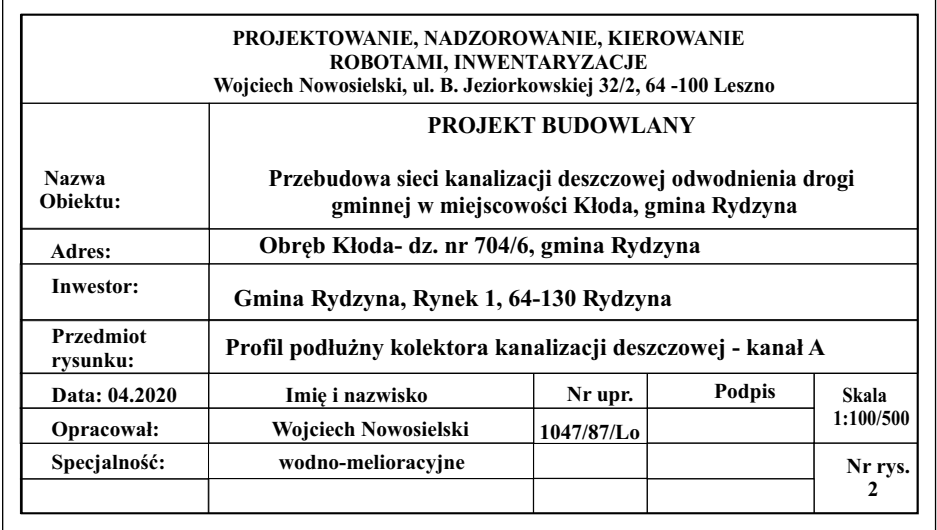 PROJEKTOWANIE, NADZOROWANIE, KIEROWANIE
ROBOTAMI, INWENTARYZACJE
Wojciech Nowosielski, ul. B. Jeziorkowskiej 32/2, 64 -100 Leszno
PROJEKT BUDOWLANY
Nazwa
Obiektu:
Przebudowa sieci kanalizacji deszczowej odwodnienia drogi
gminnej w miejscowości Kłoda, gmina Rydzyna
Adres:
Obręb Kłoda- dz. nr 704/6, gmina Rydzyna
Inwestor:
Gmina Rydzyna, Rynek 1, 64-130 Rydzyna
Przedmiot
rysunku:
Profil podłużny kolektora kanalizacji deszczowej - kanał A
Data: 04.2020
Imię i nazwisko
Nr upr.
Podpis
Skala
1:100/500
Opracował:
Wojciech Nowosielski
1047/87/Lo
Specjalność:
wodno-melioracyjne
Nr rys.
2